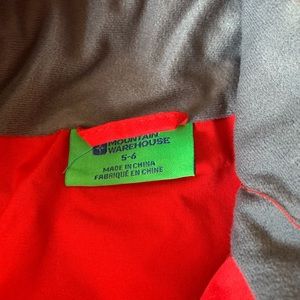 MOUNTAIN
WAREHOUSE
5-6
MADE IN CHINA
FABRIQUÉ EN CHINE